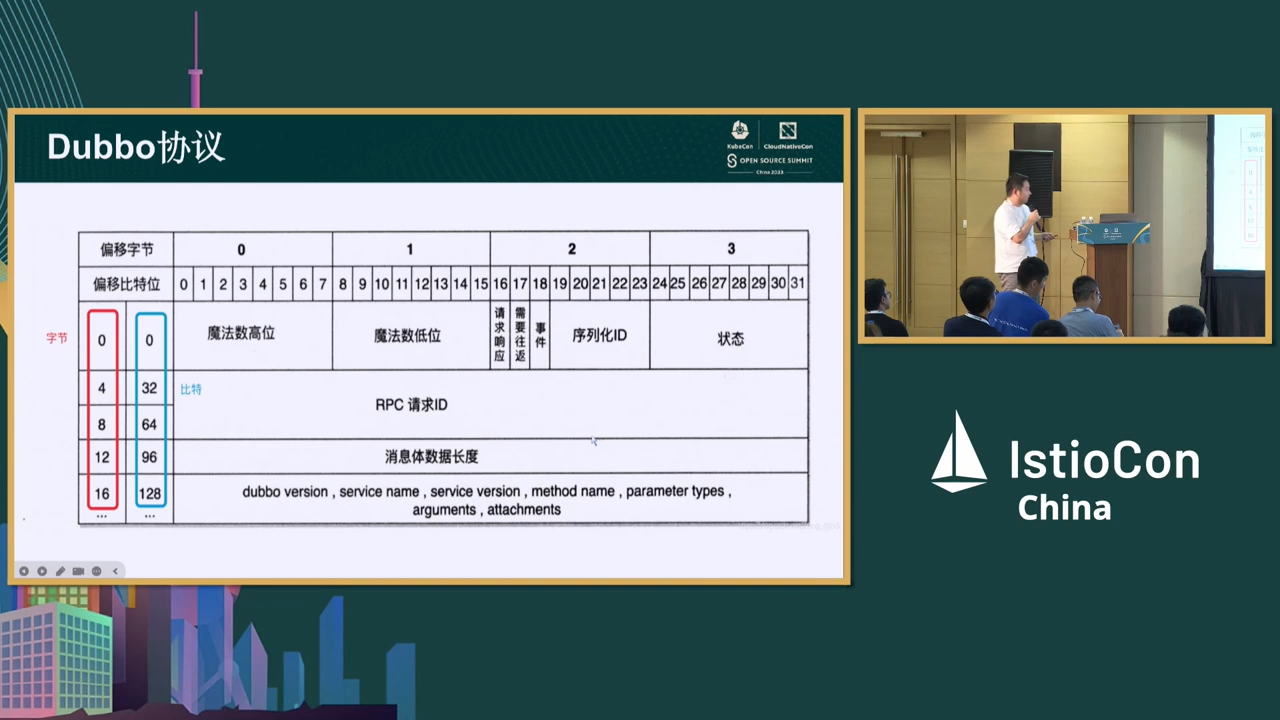 Dubbo协议
KubeCon
CloudNativeCon
OPEN SOURCE SUMMIT
China 2023
偏移字节 0 1 2 3
偏移比特位 0 1 2 3 4 5 6 7 8 9 10 11 12 13 14 15 16 17 18 19 20 21 22 23 24 25 26 27 28 29 30 31
字节 0 0 魔法数高位 魔法数低位 请求响应 需要往返 事件 序列化ID 状态
4 32 比特
RPC 请求ID
8 64
12 96 消息体数据长度
16 128 dubbo version , service name , service version , method name , parameter types ,
arguments , attachments
... ...
IstioCon
China